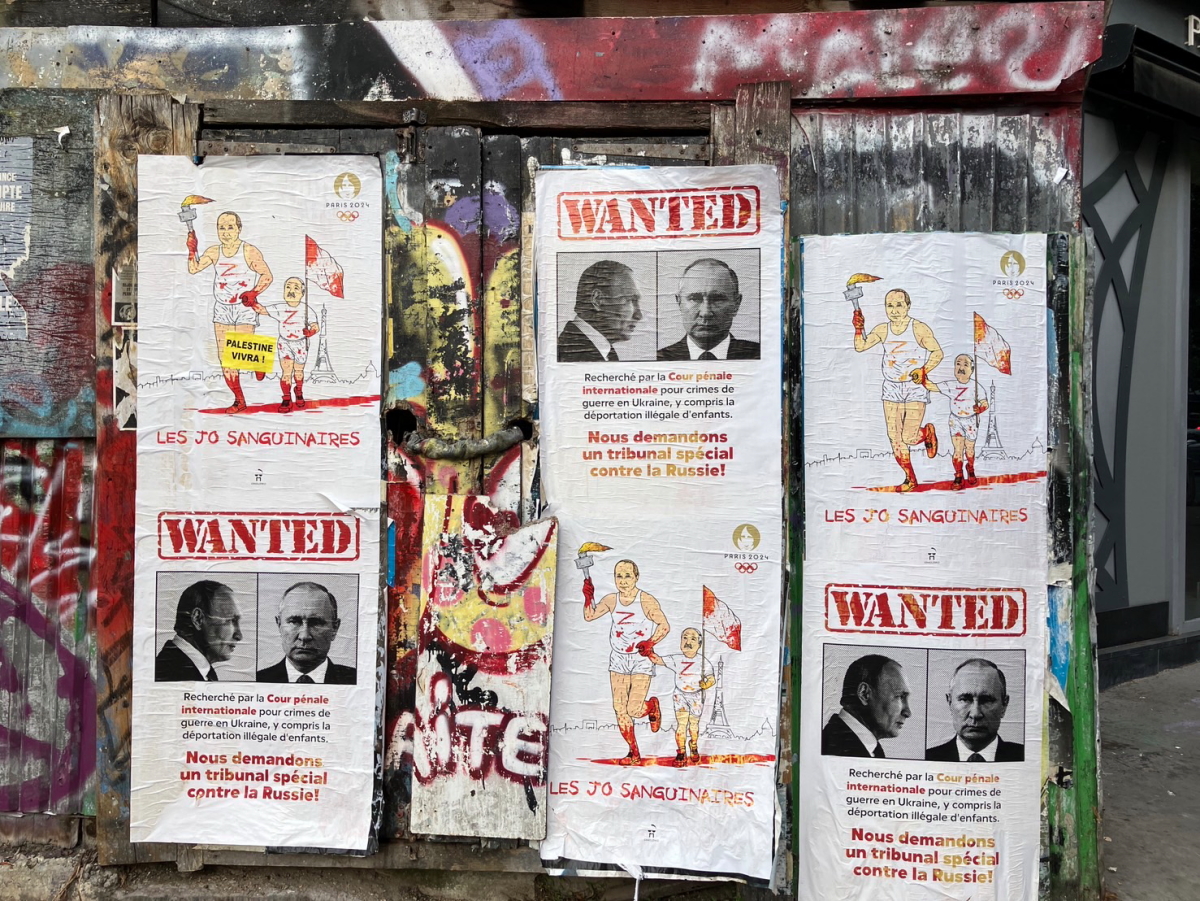 MALCU
NCE
PTE
IRE
LE
PARIS 2024
PALESTINE
VIVRA !
LES JO SANGUINAIRES
WANTED
Recherché par la Cour pénale
internationale pour crimes de
guerre en Ukraine, y compris la
déportation illégale d'enfants.
Nous demandons
un tribunal spécial
contre la Russie!
WANTED
Recherché par la Cour pénale
internationale pour crimes de
guerre en Ukraine, y compris la
déportation illégale d'enfants.
Nous demandons
un tribunal spécial
contre la Russie!
PARIS 2024
Z
Z
LES JO SANGUINAIRES
PARIS 2024
Z
Z
LES JO SANGUINAIRES
WANTED
Recherché par la Cour pénale
internationale pour crimes de
guerre en Ukraine, y compris la
déportation illégale d'enfants.
Nous demandons
un tribunal spécial
contre la Russie!